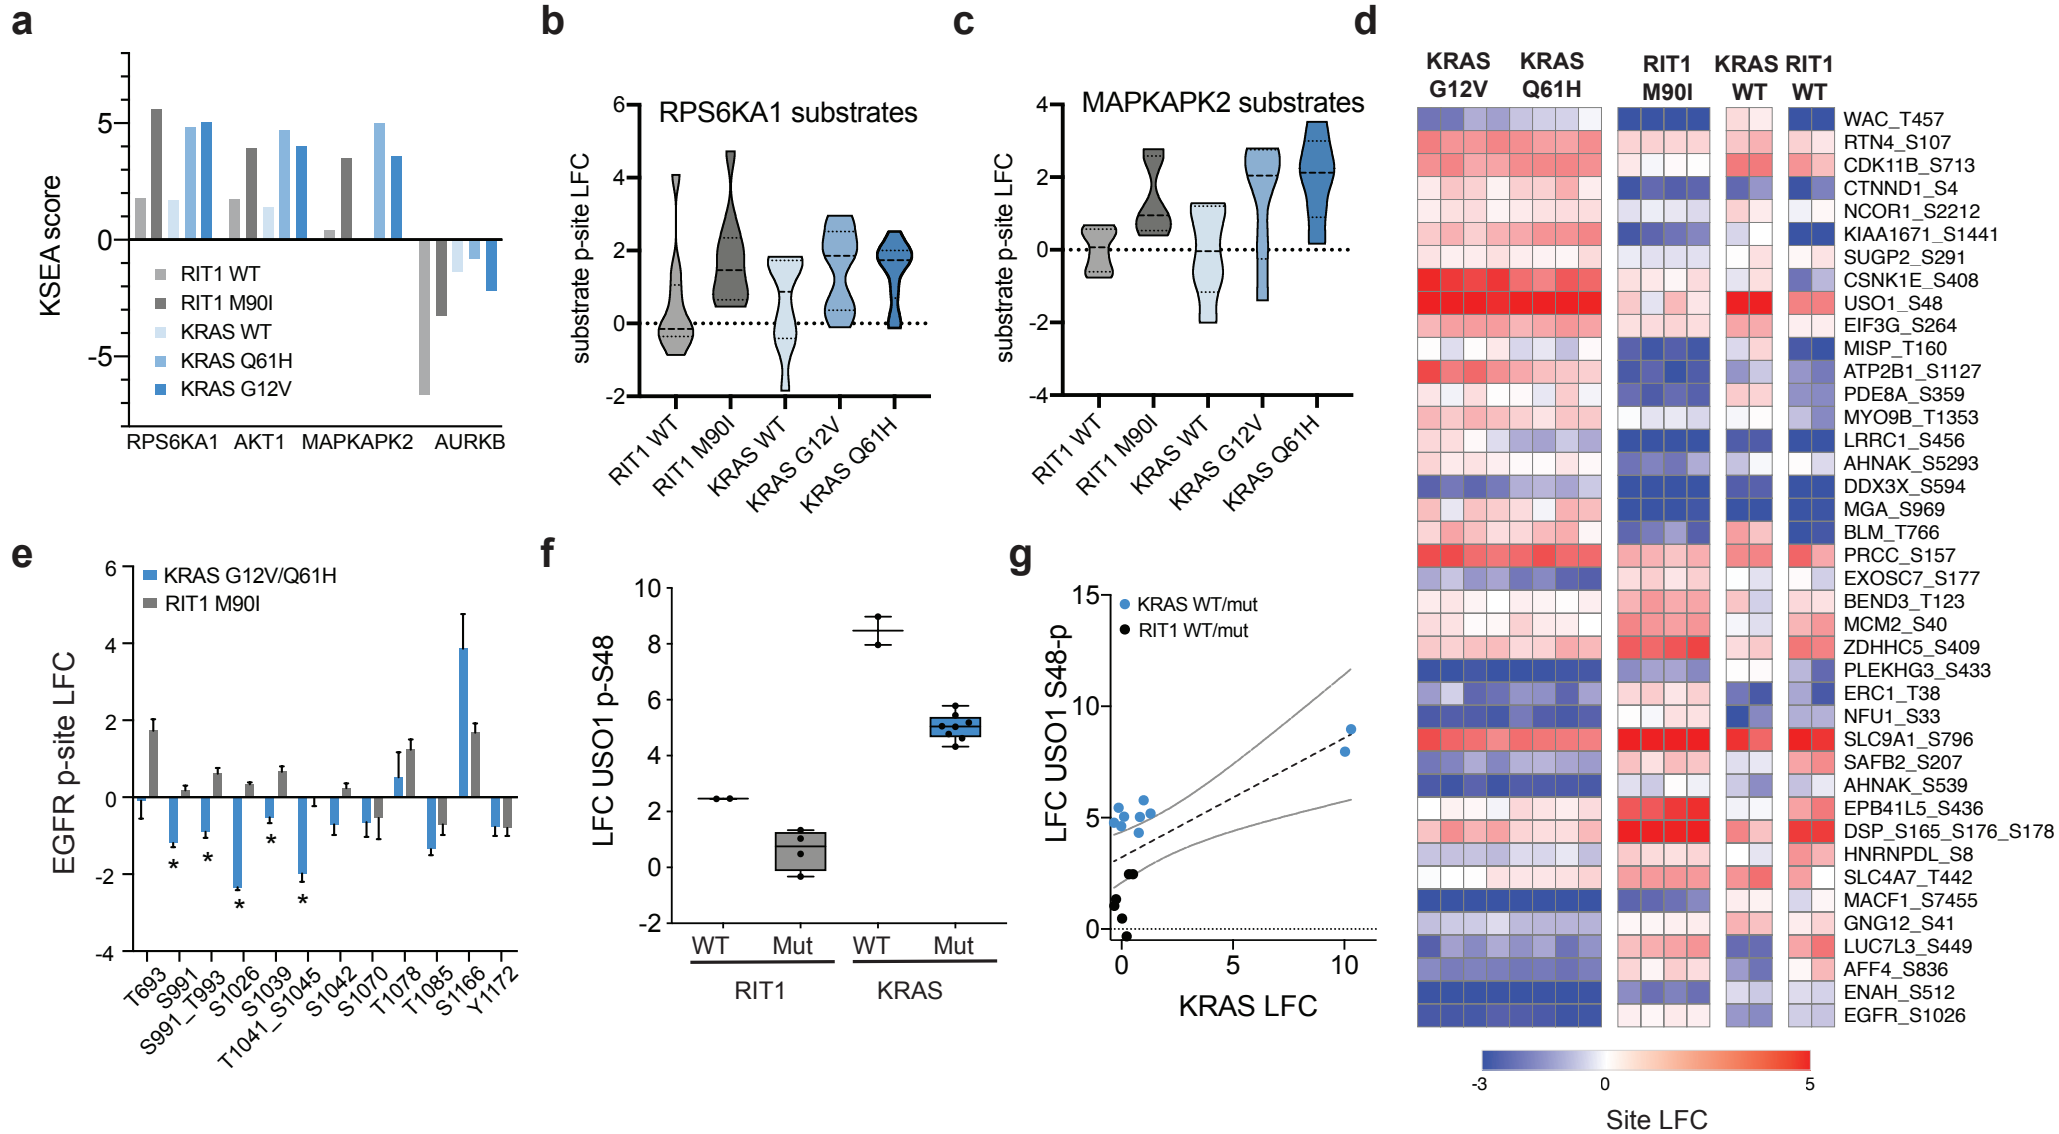 a
KSEA score
5
0
-5
RIT1 WT
RIT1 M90I
KRAS WT
KRAS Q61H
KRAS G12V
RPS6KA1 AKT1 MAPKAPK2 AURKB
b
RPS6KA1 substrates
substrate p-site LFC
6
4
2
0
-2
RIT1 WT
RIT1 M90I
KRAS WT
KRAS G12V
KRAS Q61H
c
MAPKAPK2 substrates
substrate p-site LFC
4
2
0
-2
-4
RIT1 WT
RIT1 M90I
KRAS WT
KRAS G12V
KRAS Q61H
d
KRAS G12V
KRAS Q61H
RIT1 M90I
KRAS WT
RIT1 WT
WAC_T457
RTN4_S107
CDK11B_S713
CTNND1_S4
NCOR1_S2212
KIAA1671_S1441
SUGP2_S291
CSNK1E_S408
USO1_S48
EIF3G_S264
MISP_T160
ATP2B1_S1127
PDE8A_S359
MYO9B_T1353
LRRC1_S456
AHNAK_S5293
DDX3X_S594
MGA_S969
BLM_T766
PRCC_S157
EXOSC7_S177
BEND3_T123
MCM2_S40
ZDHHC5_S409
PLEKHG3_S433
ERC1_T38
NFU1_S33
SLC9A1_S796
SAFB2_S207
AHNAK_S539
EPB41L5_S436
DSP_S165_S176_S178
HNRNPDL_S8
SLC4A7_T442
MACF1_S7455
GNG12_S41
LUC7L3_S449
AFF4_S836
ENAH_S512
EGFR_S1026
-3 0 5
Site LFC
e
EGFR p-site LFC
6
4
2
0
-2
-4
KRAS G12V/Q61H
RIT1 M90I
* * * * *
T693
S991
S991_T993
S1026
S1039
T1041_S1045
S1042
S1070
T1078
T1085
S1166
Y1172
f
LFC USO1 p-S48
10
8
6
4
2
0
-2
WT Mut WT Mut
RIT1 KRAS
g
LFC USO1 S48-p
15
10
5
0
KRAS WT/mut
RIT1 WT/mut
0 5 10
KRAS LFC